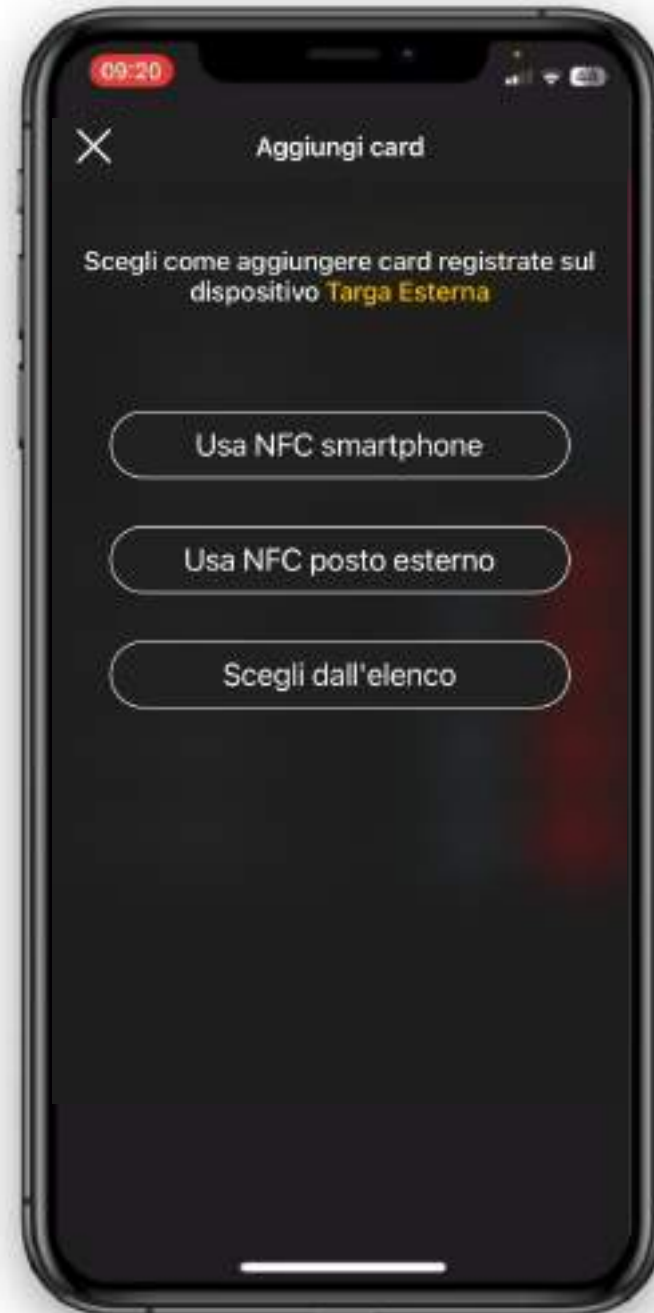 09:20
Aggiungi card
Scegli come aggiungere card registrate sul
dispositivo Targa Esterna
Usa NFC smartphone
Usa NFC posto esterno
Scegli dall'elenco